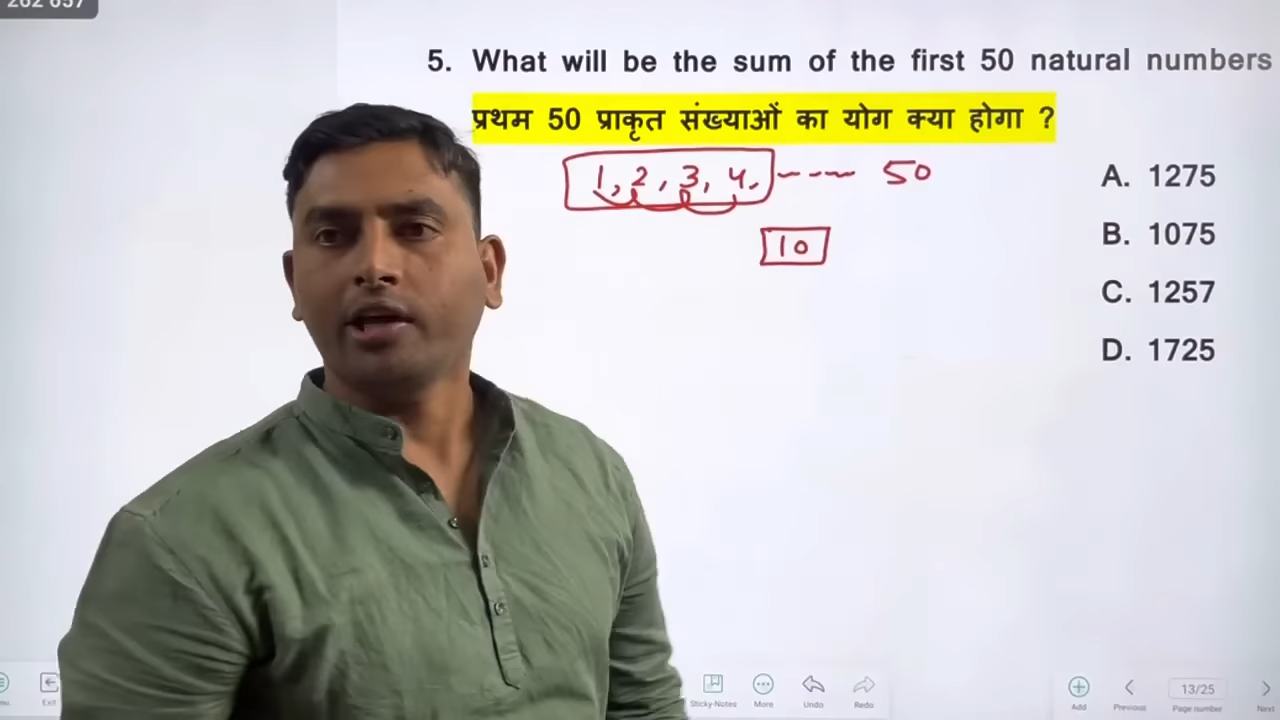 5. What will be the sum of the first 50 natural numbers
प्रथम 50 प्राकृत संख्याओं का योग क्या होगा ?
1, 2, 3, 4, ---- 50
10
A. 1275
B. 1075
C. 1257
D. 1725
Exit
Sticky-Notes
More
Undo
Redo
Add
Previous
13/25
Page number
Next